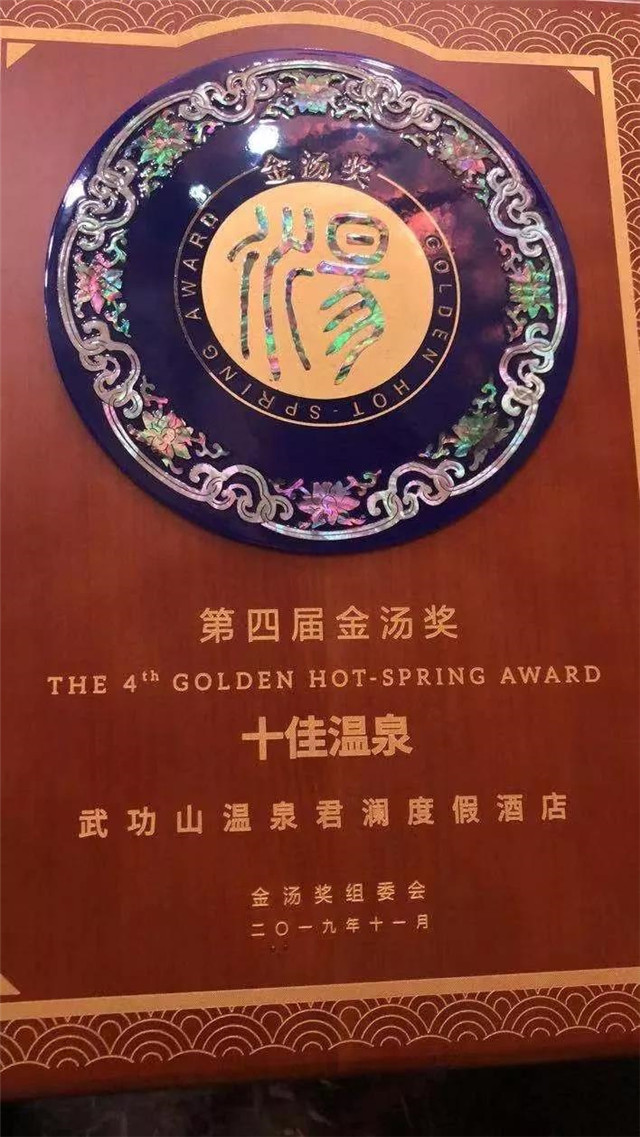 金汤奖
GOLDEN HOT-SPRING AWARD
湯
第四届金汤奖
THE 4th GOLDEN HOT-SPRING AWARD
十佳温泉
武功山温泉君澜度假酒店
金汤奖组委会
二〇一九年十一月